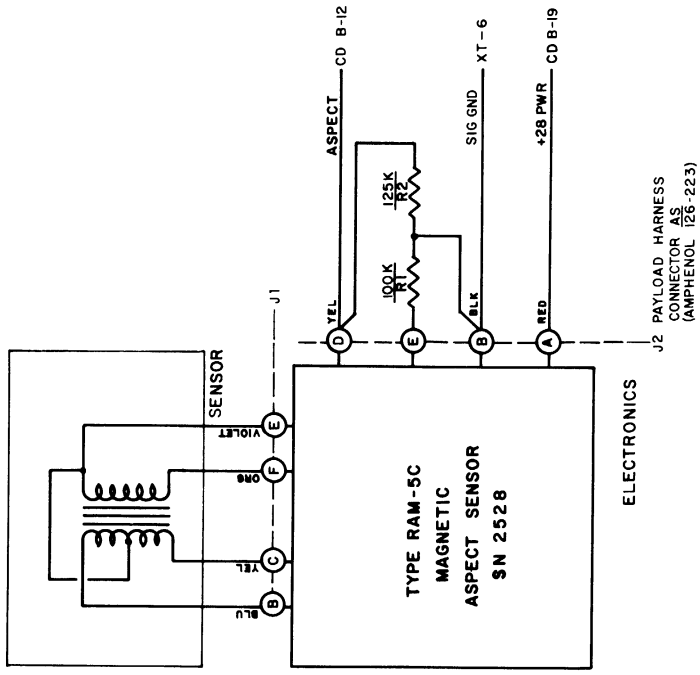 SENSOR
J1
BLU
YEL
ORG
VIOLET
B
C
F
E
TYPE RAM-5C
MAGNETIC
ASPECT SENSOR
SN 2528
ELECTRONICS
D
YEL
ASPECT
CD B-12
E
100K
R1
125K
R2
B
BLK
SIG GND
XT-6
A
RED
+28 PWR
CD B-19
J2 PAYLOAD HARNESS
CONNECTOR AS
(AMPHENOL 126-223)